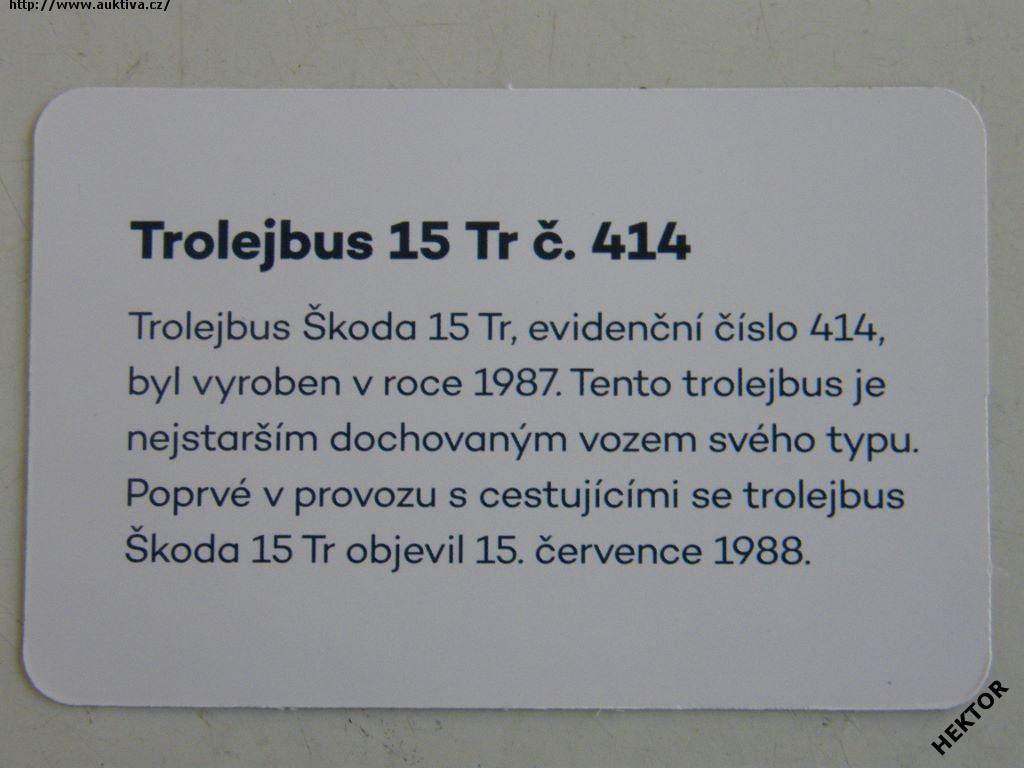 http://www.auktiva.cz/
Trolejbus 15 Tr č. 414
Trolejbus Škoda 15 Tr, evidenční číslo 414,
byl vyroben v roce 1987. Tento trolejbus je
nejstarším dochovaným vozem svého typu.
Poprvé v provozu s cestujícími se trolejbus
Škoda 15 Tr objevil 15. července 1988.
HEKTOR